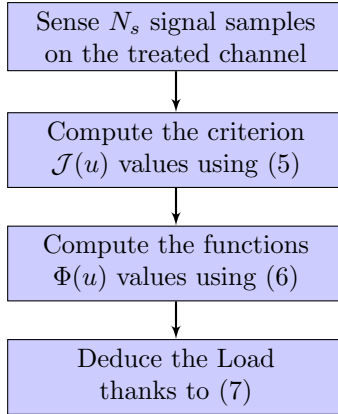 Sense $N_s$ signal samples
on the treated channel
Compute the criterion
$\mathcal{J}(u)$ values using (5)
Compute the functions
$\Phi(u)$ values using (6)
Deduce the Load
thanks to (7)